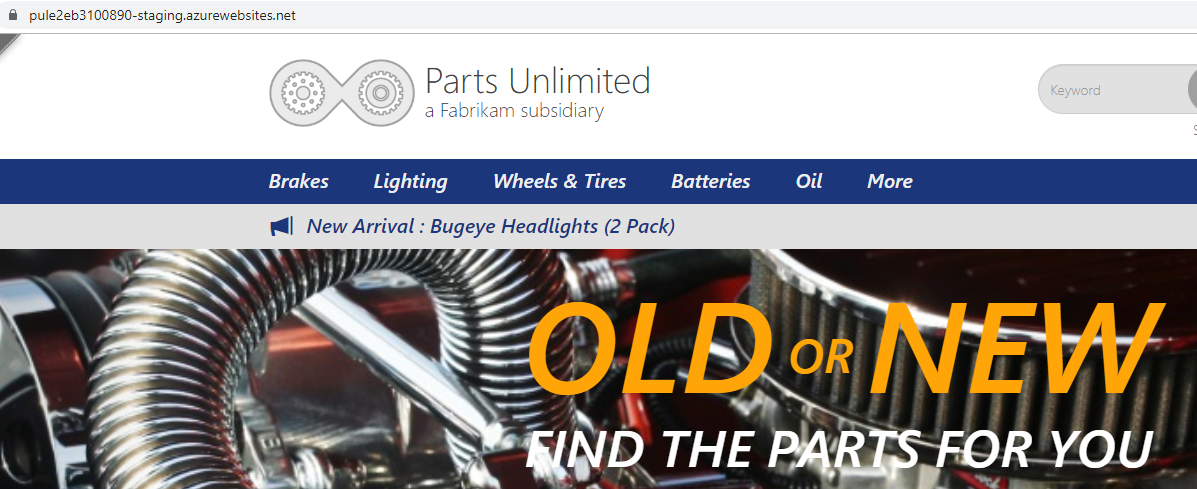 pule2eb3100890-staging.azurewebsites.net
Parts Unlimited
a Fabrikam subsidiary
Keyword
Brakes Lighting Wheels & Tires Batteries Oil More
New Arrival : Bugeye Headlights (2 Pack)
OLD OR NEW
FIND THE PARTS FOR YOU